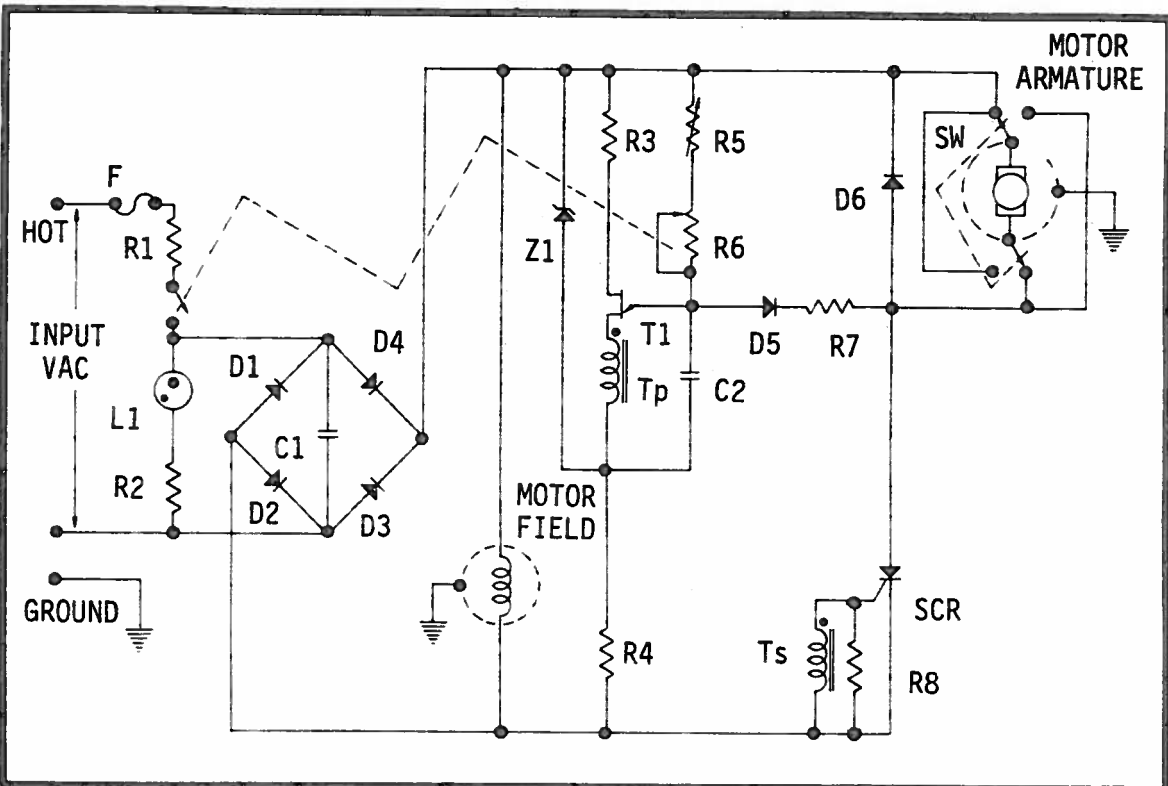 MOTOR
ARMATURE
SW
R3
R5
F
D6
HOT
R1
Z1
R6
INPUT
VAC
D1
D4
T1
D5
R7
L1
C1
Tp
C2
R2
D2
D3
MOTOR
FIELD
GROUND
SCR
R4
Ts
R8